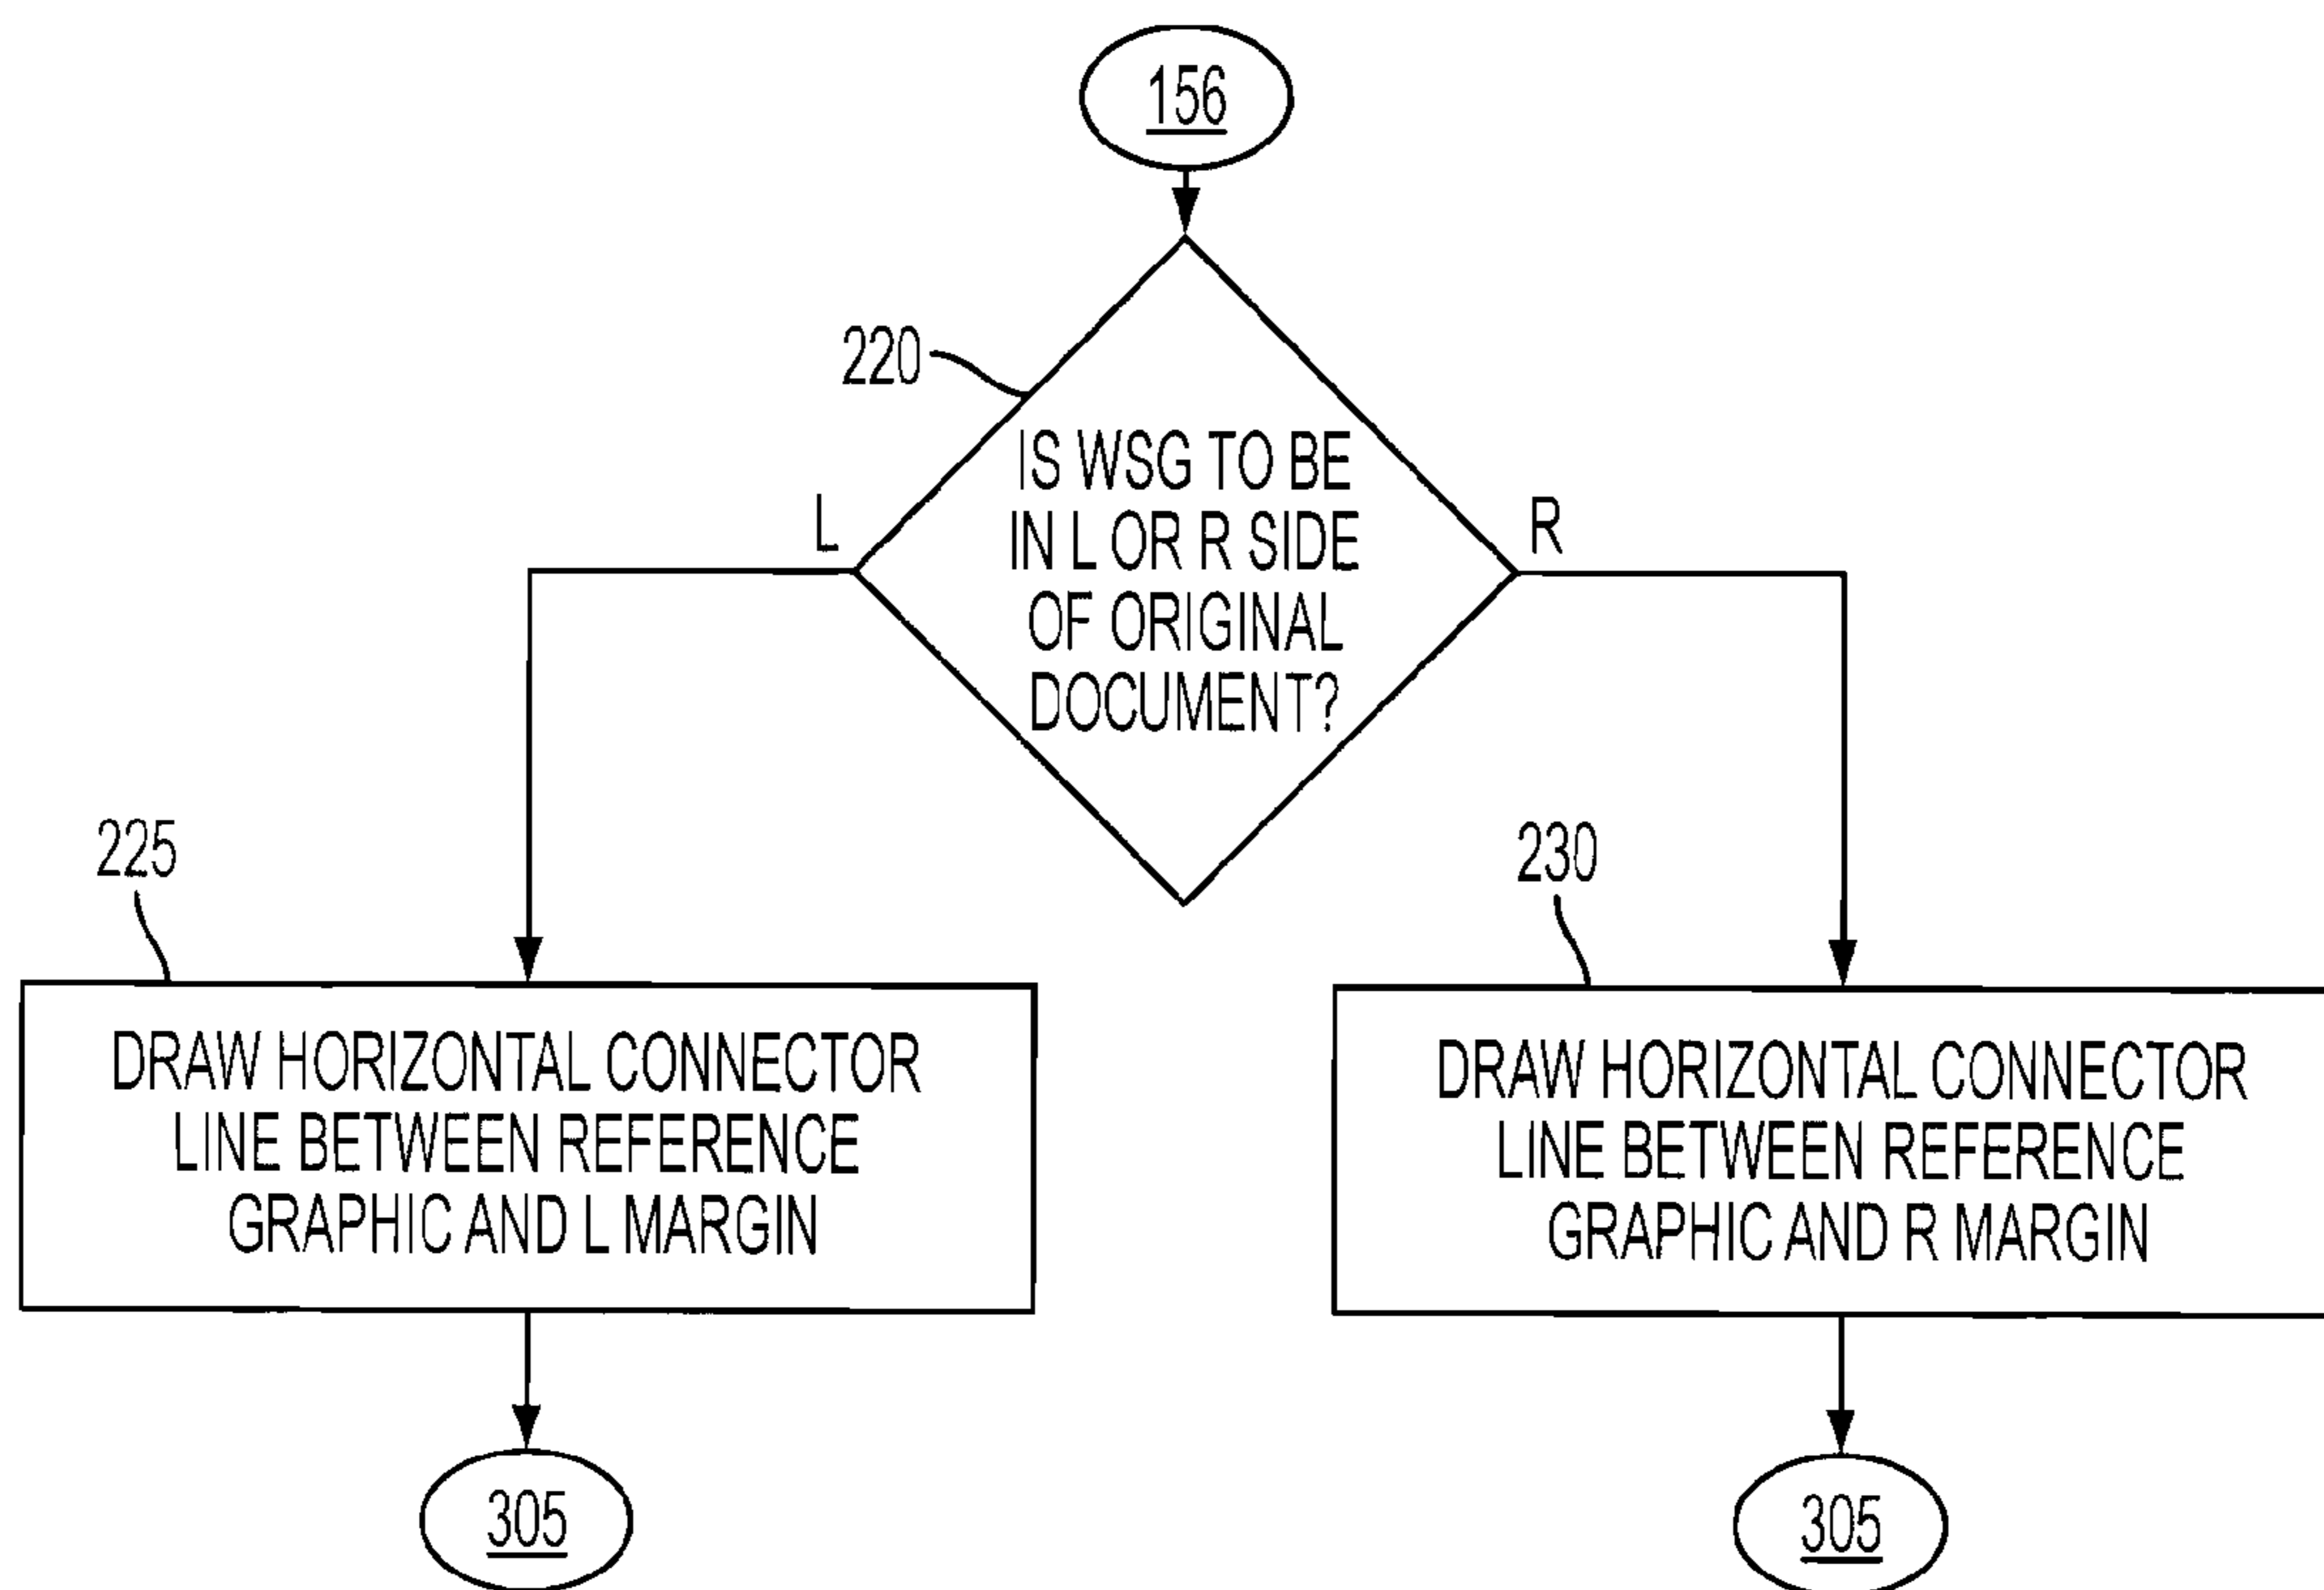 156
220
IS WSG TO BE
IN L OR R SIDE
OF ORIGINAL
DOCUMENT?
L
R
225
DRAW HORIZONTAL CONNECTOR
LINE BETWEEN REFERENCE
GRAPHIC AND L MARGIN
305
230
DRAW HORIZONTAL CONNECTOR
LINE BETWEEN REFERENCE
GRAPHIC AND R MARGIN
305